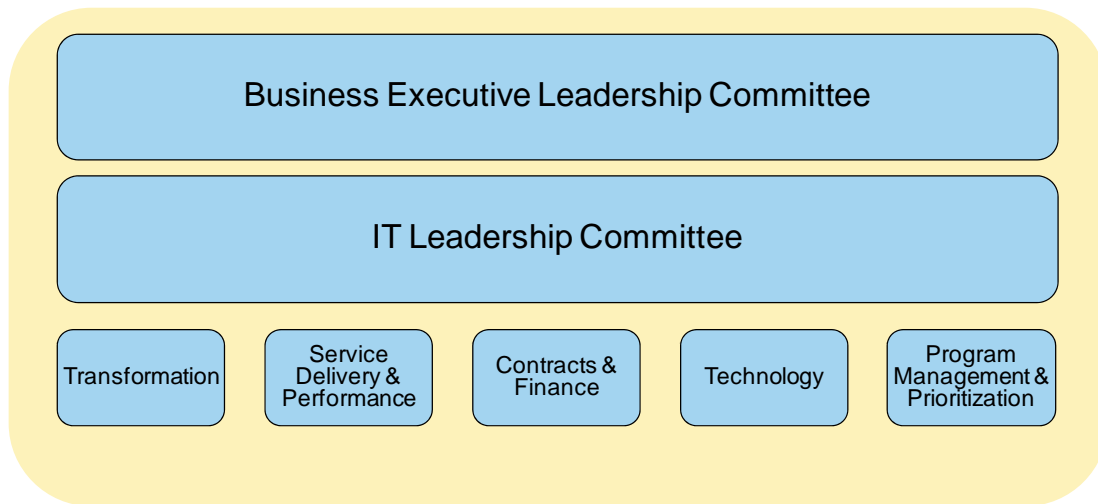 Business Executive Leadership Committee
IT Leadership Committee
Transformation
Service
Delivery &
Performance
Contracts &
Finance
Technology
Program
Management &
Prioritization